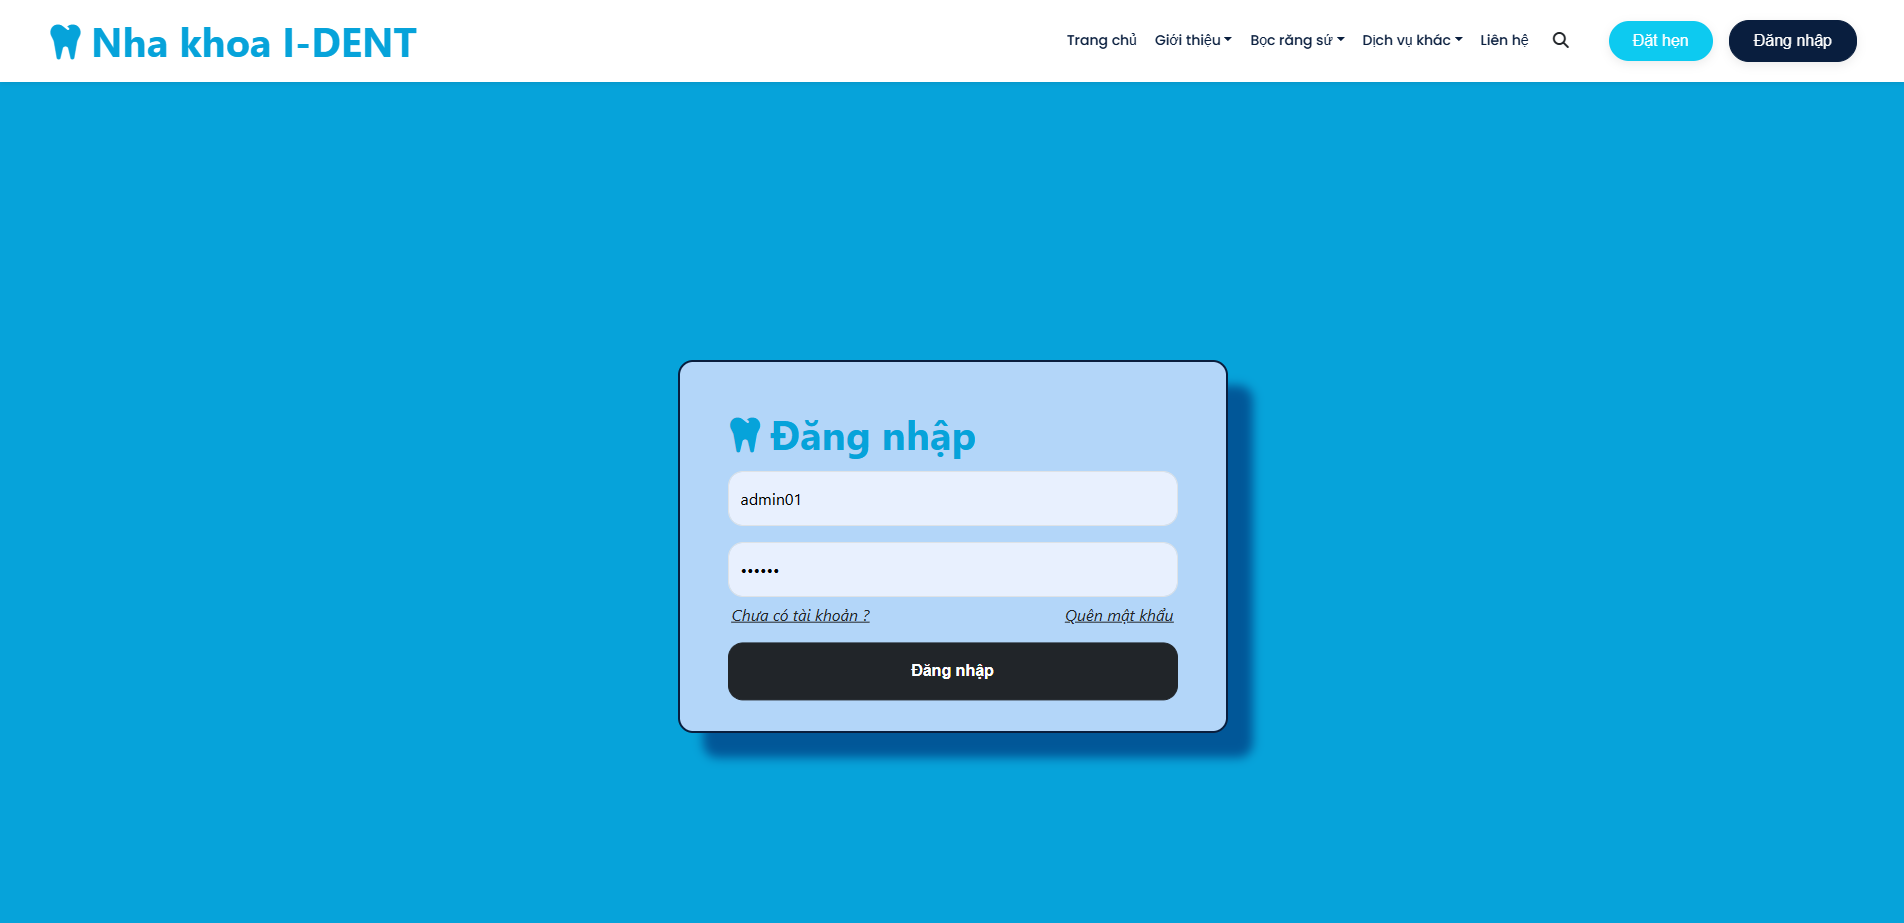 Nha khoa I-DENT
Trang chủ Giới thiệu Bọc răng sứ Dịch vụ khác Liên hệ Đặt hẹn Đăng nhập
Đăng nhập
admin01
••••••
Chưa có tài khoản ? Quên mật khẩu
Đăng nhập